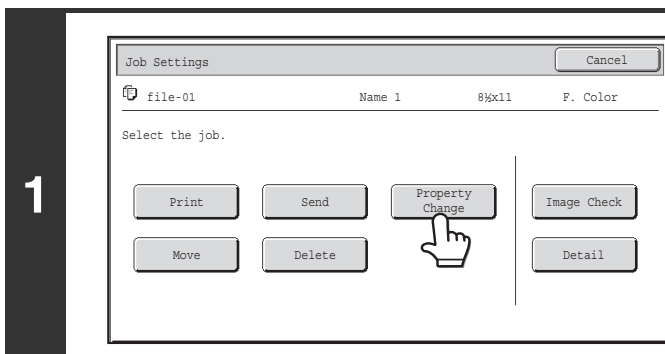 1
Job Settings Cancel
file-01 Name 1 8½x11 F. Color
Select the job.
Print Send Property Change Image Check
Move Delete Detail